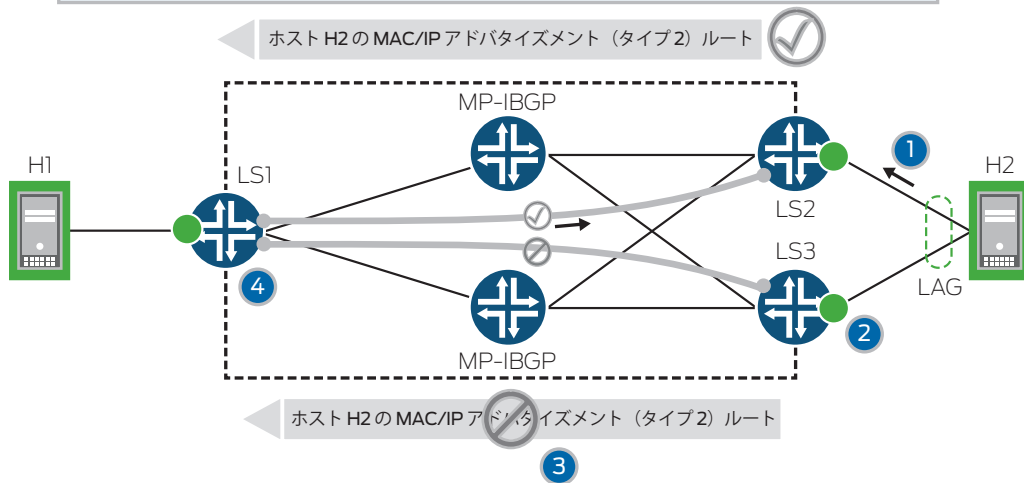 ホスト H2 の MAC/IP アドバタイズメント（タイプ 2）ルート
MP-IBGP
H1
LS1
LS2
1
H2
LS3
4
LAG
2
MP-IBGP
ホスト H2 の MAC/IP アドバタイズメント（タイプ 2）ルート
3